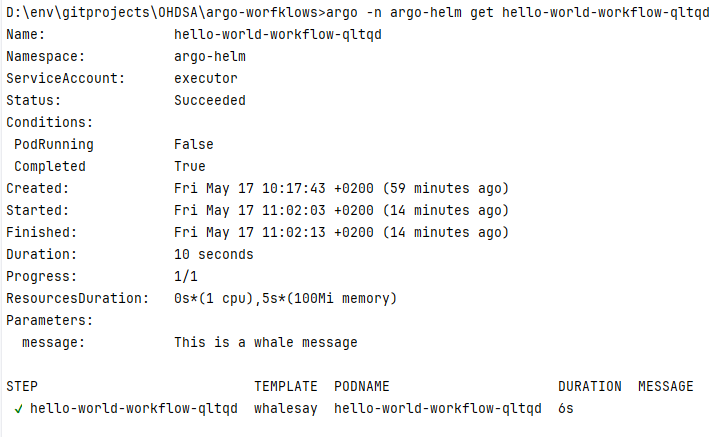 D:\env\gitprojects\OHDSA\argo-worfklows>argo -n argo-helm get hello-world-workflow-qltqd
Name:                hello-world-workflow-qltqd
Namespace:           argo-helm
ServiceAccount:      executor
Status:              Succeeded
Conditions:
 PodRunning          False
 Completed           True
Created:             Fri May 17 10:17:43 +0200 (59 minutes ago)
Started:             Fri May 17 11:02:03 +0200 (14 minutes ago)
Finished:            Fri May 17 11:02:13 +0200 (14 minutes ago)
Duration:            10 seconds
Progress:            1/1
ResourcesDuration:   0s*(1 cpu),5s*(100Mi memory)
Parameters:
  message:           This is a whale message
STEP                           TEMPLATE  PODNAME                     DURATION  MESSAGE
 ✓ hello-world-workflow-qltqd  whalesay  hello-world-workflow-qltqd  6s